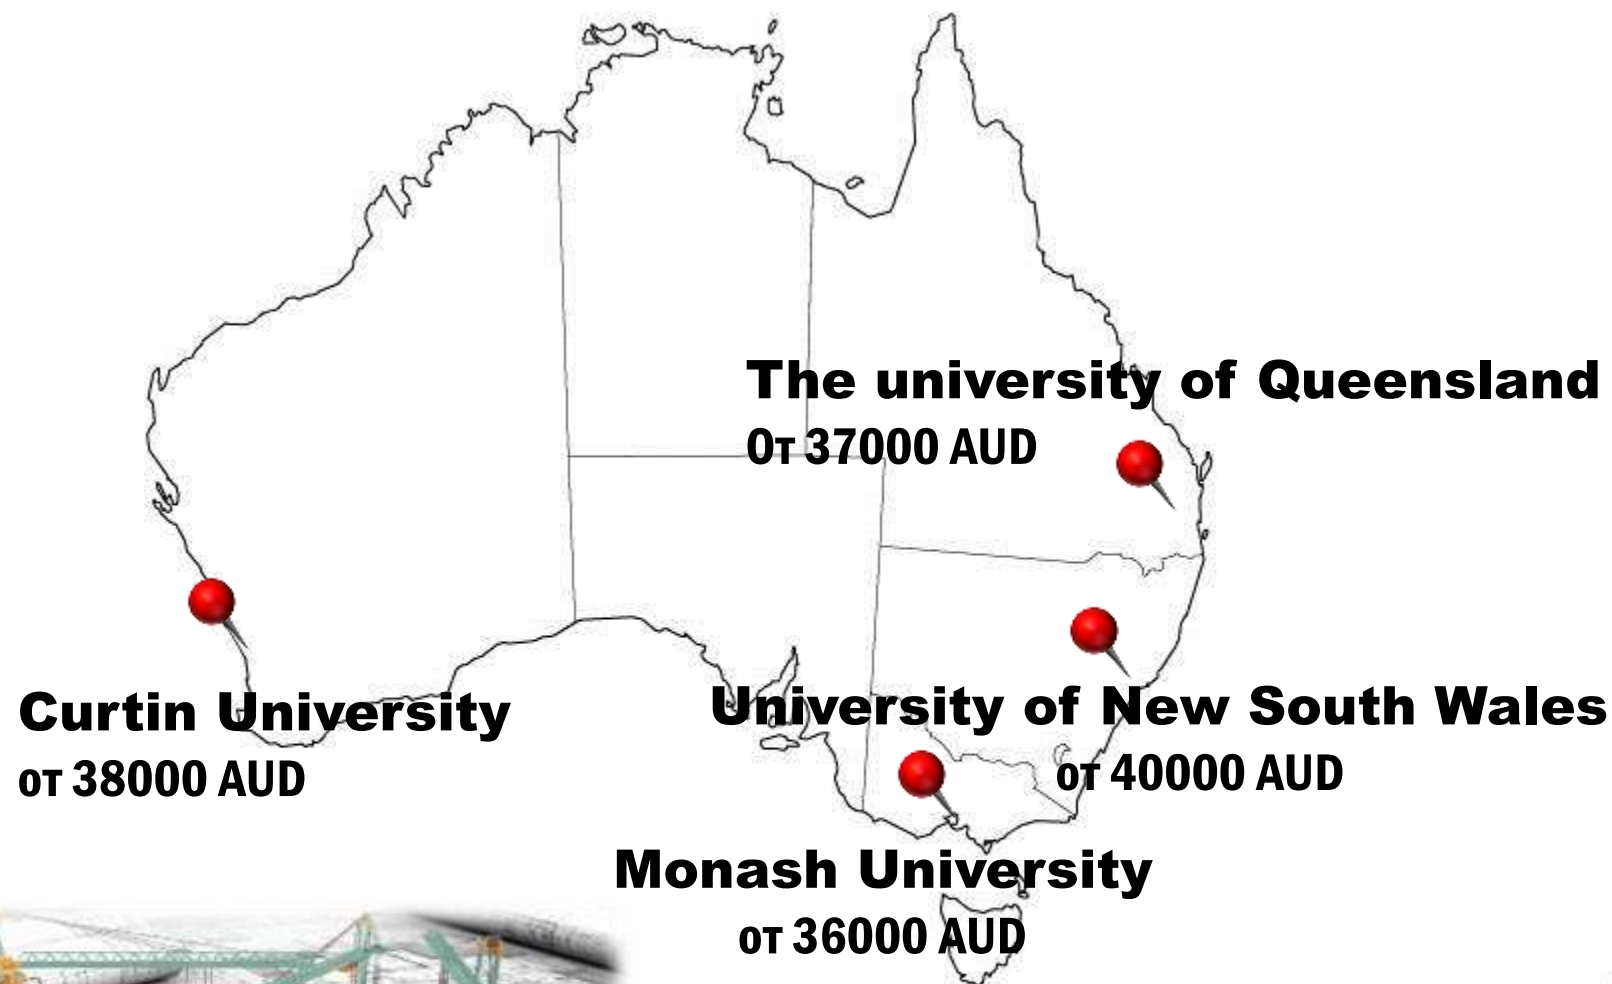 The university of Queensland
От 37000 AUD
Curtin University
от 38000 AUD
University of New South Wales
от 40000 AUD
Monash University
от 36000 AUD